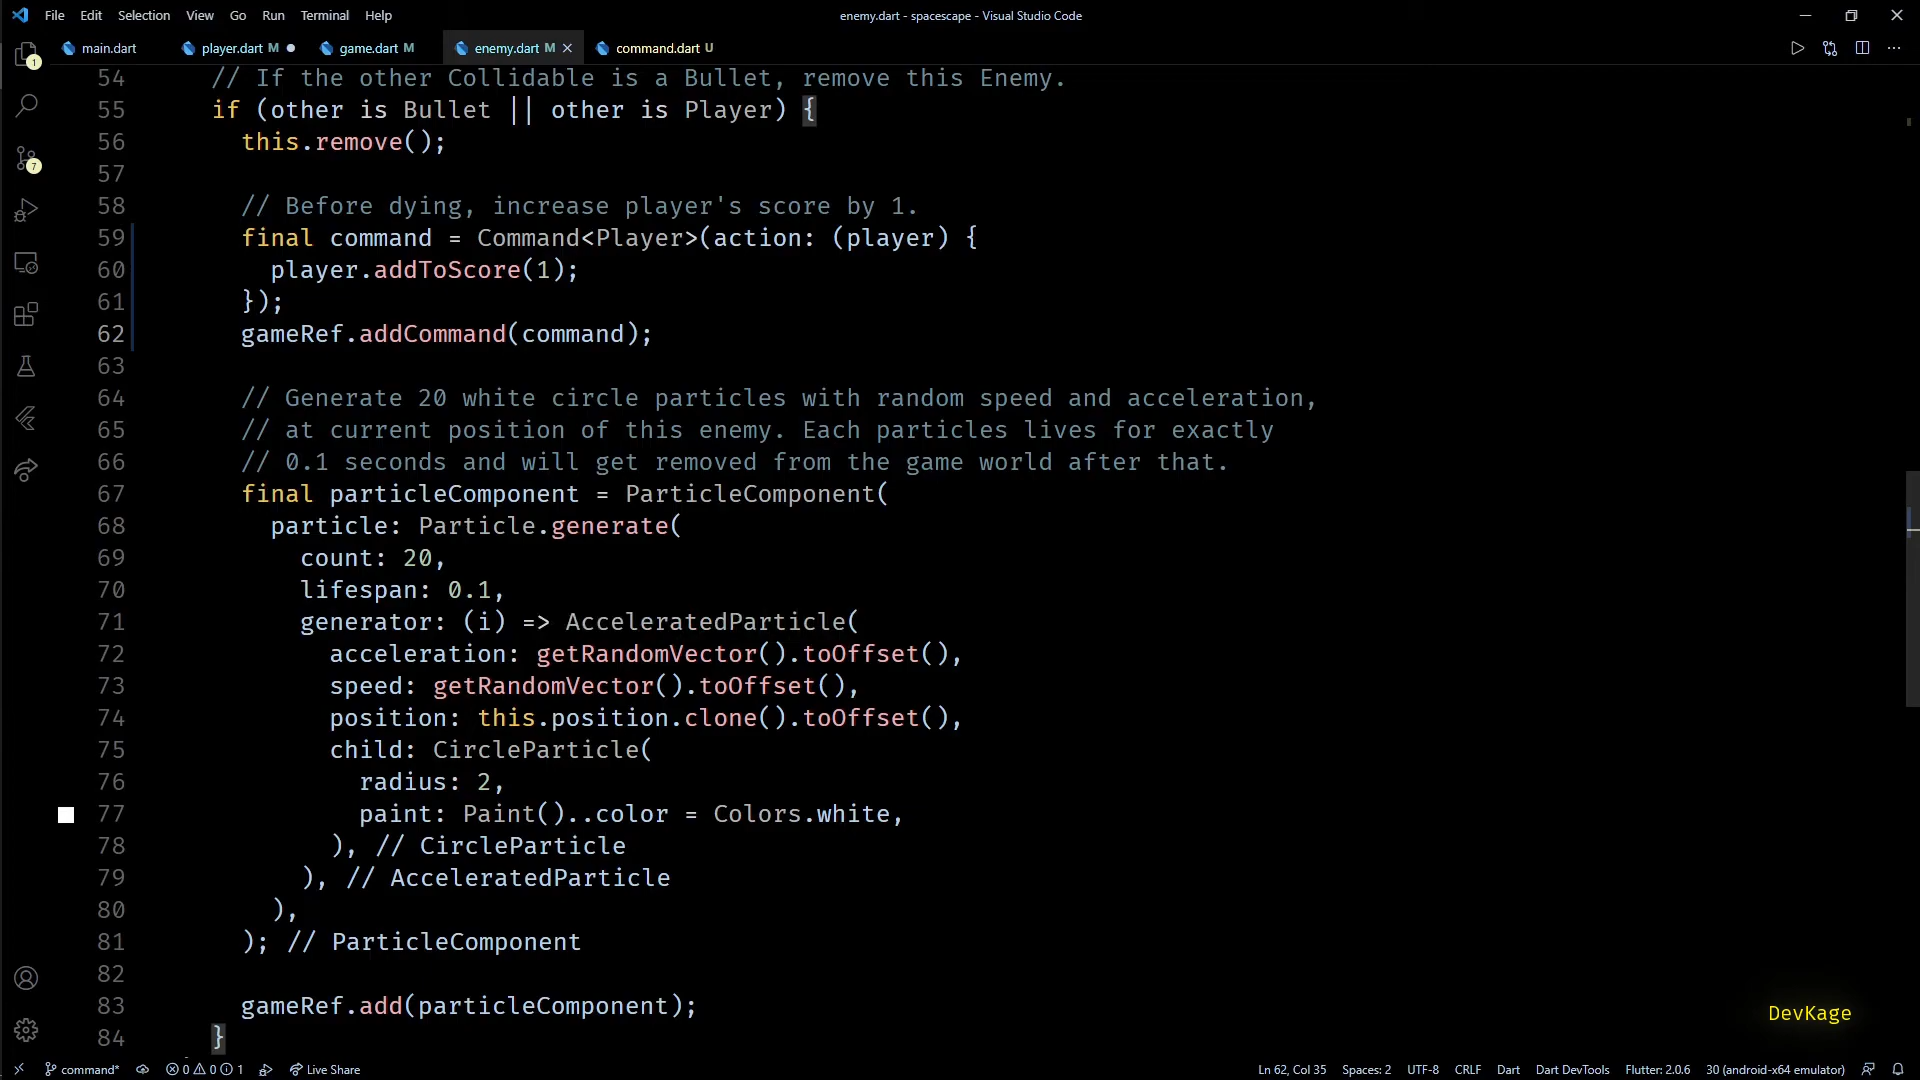 File Edit Selection View Go Run Terminal Help
enemy.dart - spacescape - Visual Studio Code
main.dart player.dart M game.dart M enemy.dart M command.dart U
1
7
54 // If the other Collidable is a Bullet, remove this Enemy.
55 if (other is Bullet || other is Player) {
56 this.remove();
57
58 // Before dying, increase player's score by 1.
59 final command = Command<Player>(action: (player) {
60 player.addToScore(1);
61 });
62 gameRef.addCommand(command);
63
64 // Generate 20 white circle particles with random speed and acceleration,
65 // at current position of this enemy. Each particles lives for exactly
66 // 0.1 seconds and will get removed from the game world after that.
67 final particleComponent = ParticleComponent(
68 particle: Particle.generate(
69 count: 20,
70 lifespan: 0.1,
71 generator: (i) => AcceleratedParticle(
72 acceleration: getRandomVector().toOffset(),
73 speed: getRandomVector().toOffset(),
74 position: this.position.clone().toOffset(),
75 child: CircleParticle(
76 radius: 2,
77 paint: Paint()..color = Colors.white,
78 ), // CircleParticle
79 ), // AcceleratedParticle
80 ),
81 ); // ParticleComponent
82
83 gameRef.add(particleComponent);
84 }
DevKage
command* 0 0 1 Live Share Ln 62, Col 35 Spaces: 2 UTF-8 CRLF Dart Dart DevTools Flutter: 2.0.6 30 (android-x64 emulator)